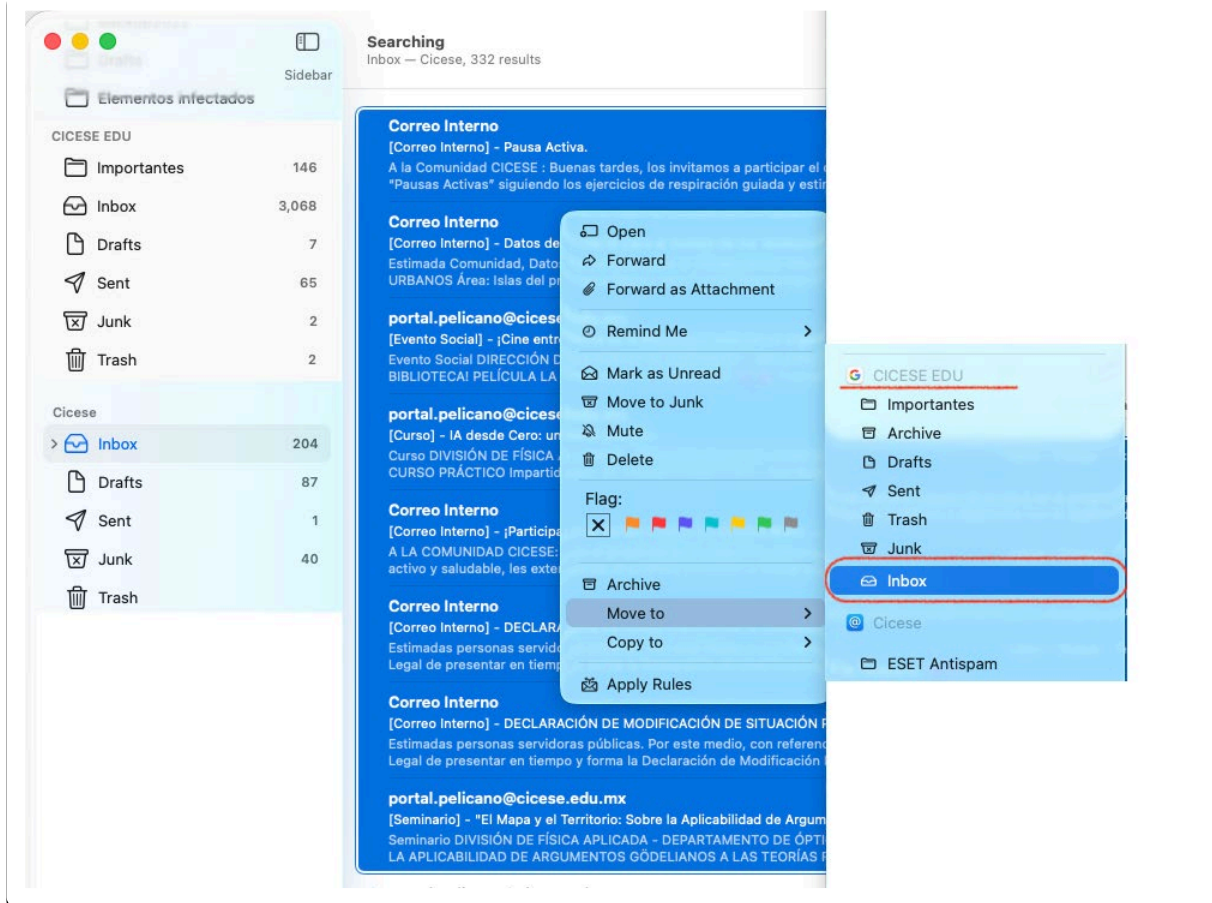 Sidebar
Elementos infectados
CICESE EDU
Importantes 146
Inbox 3,068
Drafts 7
Sent 65
Junk 2
Trash 2
Cicese
Inbox 204
Drafts 87
Sent 1
Junk 40
Trash
Searching
Inbox — Cicese, 332 results
Correo Interno
[Correo Interno] - Pausa Activa.
A la Comunidad CICESE : Buenas tardes, los invitamos a participar el
"Pausas Activas" siguiendo los ejercicios de respiración guiada y estir
Correo Interno
[Correo Interno] - Datos de
Estimada Comunidad, Dato
URBANOS Área: Islas del pr
portal.pelicano@cicese
[Evento Social] - ¡Cine entr
Evento Social DIRECCIÓN D
BIBLIOTECA! PELÍCULA LA
portal.pelicano@cicese
[Curso] - IA desde Cero: un
Curso DIVISIÓN DE FÍSICA
CURSO PRÁCTICO Impartid
Correo Interno
[Correo Interno] - ¡Participa
A LA COMUNIDAD CICESE:
activo y saludable, les exte
Correo Interno
[Correo Interno] - DECLARA
Estimadas personas servido
Legal de presentar en tiemp
Correo Interno
[Correo Interno] - DECLARACIÓN DE MODIFICACIÓN DE SITUACIÓN P
Estimadas personas servidoras públicas. Por este medio, con referenc
Legal de presentar en tiempo y forma la Declaración de Modificación
portal.pelicano@cicese.edu.mx
[Seminario] - "El Mapa y el Territorio: Sobre la Aplicabilidad de Argum
Seminario DIVISIÓN DE FÍSICA APLICADA - DEPARTAMENTO DE ÓPTI
LA APLICABILIDAD DE ARGUMENTOS GÖDELIANOS A LAS TEORÍAS F
Open
Forward
Forward as Attachment
Remind Me
Mark as Unread
Move to Junk
Mute
Delete
Flag:
Archive
Move to
Copy to
Apply Rules
CICESE EDU
Importantes
Archive
Drafts
Sent
Trash
Junk
Inbox
Cicese
ESET Antispam